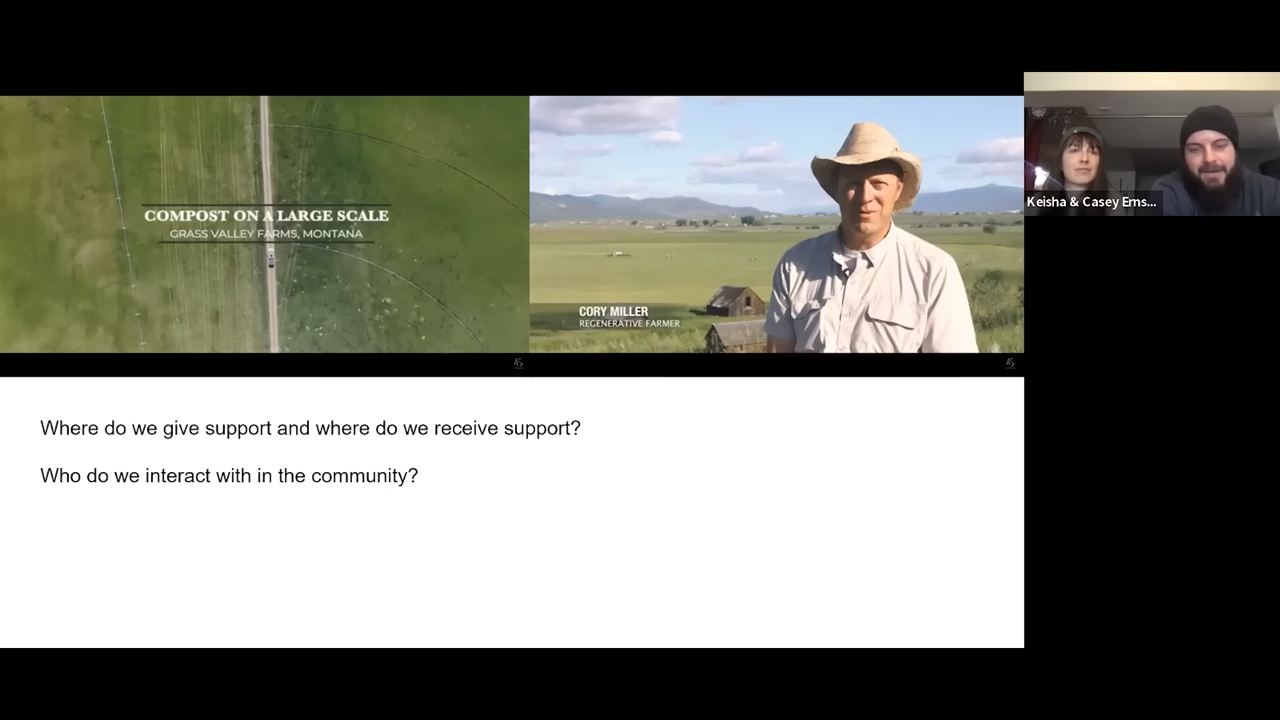 COMPOST ON A LARGE SCALE
GRASS VALLEY FARMS, MONTANA
CORY MILLER
REGENERATIVE FARMER
Keisha & Casey Erns...
Where do we give support and where do we receive support?
Who do we interact with in the community?